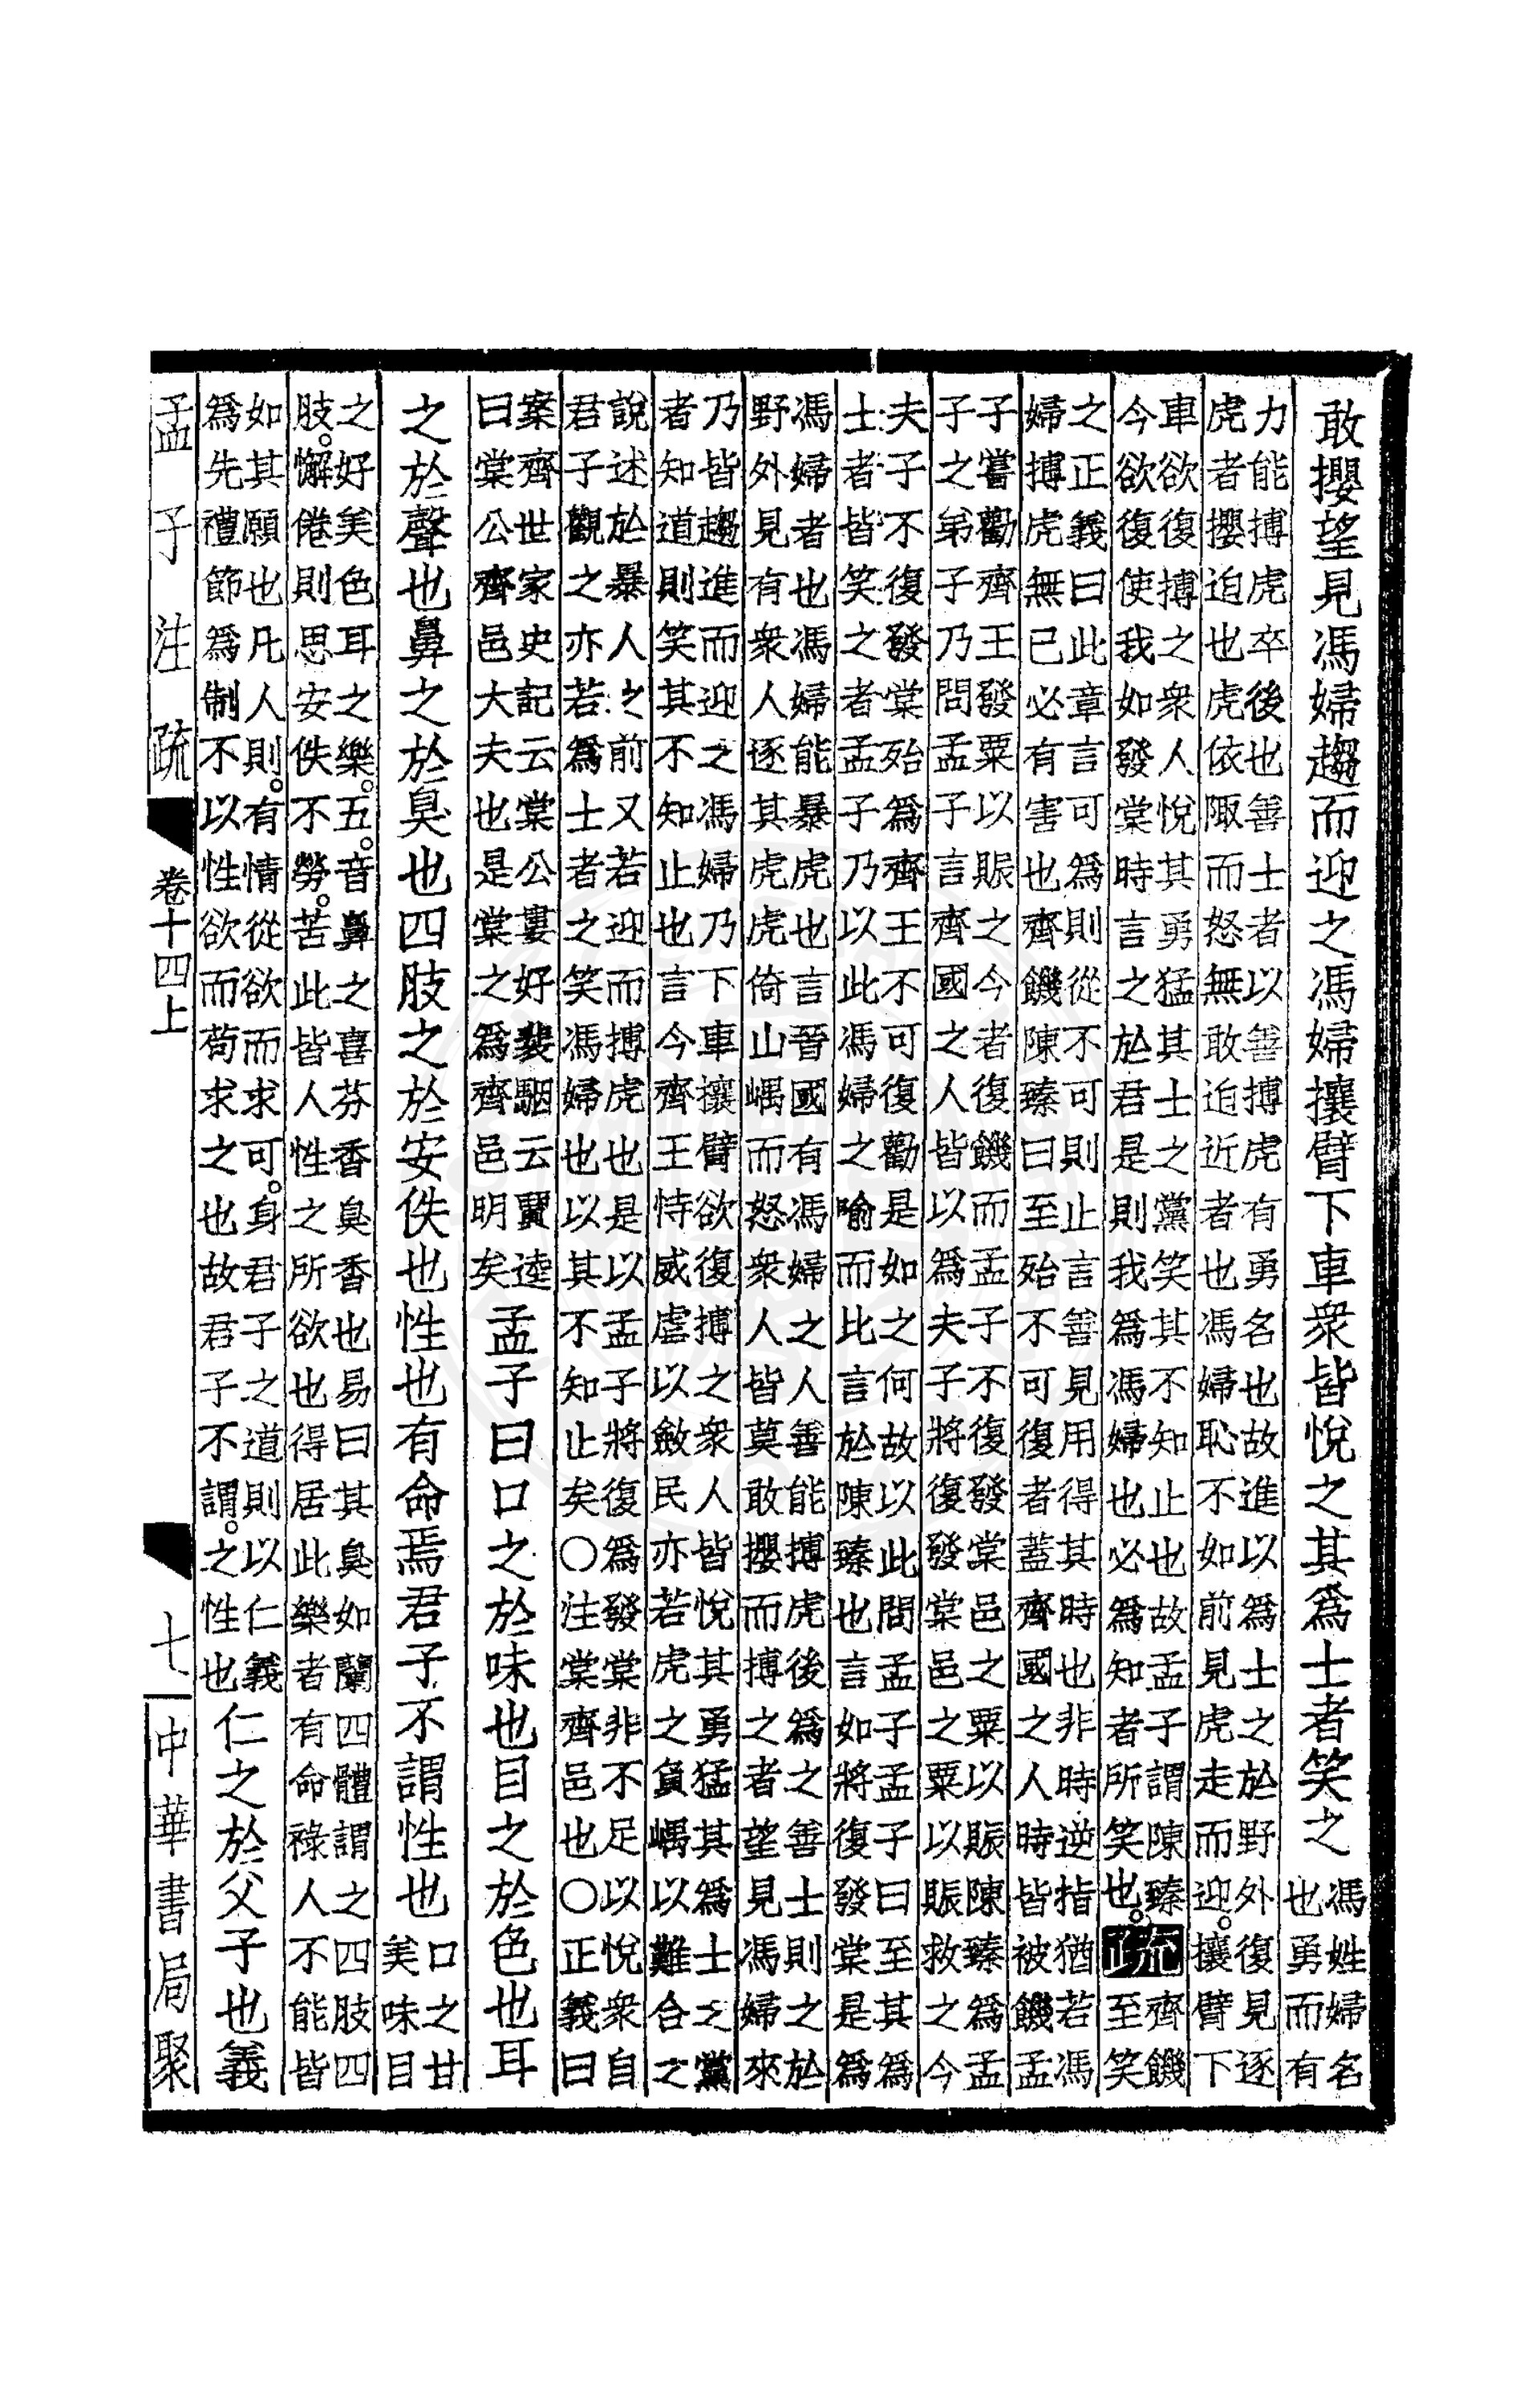 敢攖望見馮婦趨而迎之馮婦攘臂下車衆皆悅之其爲士者笑之馮姓婦名
也勇而有
力能搏虎卒後也善士者以善搏虎有勇名也故進以爲士之於野外復見逐
虎者攖迫也虎依陬而怒無敢迫近者也馮婦恥不如前見虎走而迎攘臂下
車欲復搏之衆人悅其勇猛其士之黨笑其不知止也故孟子謂陳臻
今欲復使我如發棠時言之於君是則我爲馮婦也必爲知者所笑也疏齊饑
至笑
之正義曰此章言可爲則從不可則止言善見用得其時也非時逆指猶若馮
婦搏虎無已必有害也齊饑陳臻曰至殆不可復者蓋齊國之人時皆被饑孟
子嘗勸齊王發粟以賑之今者復饑而孟子不復發棠邑之粟以賑陳臻爲孟
子之弟子乃問孟子言齊國之人皆以爲夫子將復發棠邑之粟以賑救之今
夫子不復發棠殆爲齊王不可復勸是如之何故以此問孟子孟子曰至其爲
士者皆笑之者孟子乃以此馮婦之喻而比言於陳臻也言如將復發棠是爲
馮婦者也馮婦能暴虎也言晉國有馮婦之人善能搏虎後爲之善士則之於
野外見有衆人逐其虎虎倚山嵎而怒衆人皆莫敢攖而搏之者望見馮婦來
乃皆趨進而迎之馮婦乃下車攘臂欲復搏之衆人皆悅其勇猛其爲士之黨
者知道則笑其不知止也言今齊王恃威虐以斂民亦若虎之負嵎以難合之
說述於暴人之前又若迎而搏虎也是以孟子將復爲發棠非不足以悅衆自
君子觀之亦若爲士者之笑馮婦也以其不知止矣○注棠齊邑也○正義曰
案齊世家史記云棠公妻好裴駰云賈逵
曰棠公齊邑大夫也是棠之爲齊邑明矣孟子曰口之於味也目之於色也耳
之於聲也鼻之於臭也四肢之於安佚也性也有命焉君子不謂性也口之甘
美味目
之好美色耳之樂五音鼻之喜芬香臭香也易曰其臭如蘭四體謂之四肢四
肢懈倦則思安佚不勞苦此皆人性之所欲也得居此樂者有命祿人不能皆
如其願也凡人則有情從欲而求可身君子之道則以仁義
爲先禮節爲制不以性欲而苟求之也故君子不謂之性也仁之於父子也義
孟子注疏 卷十四上 七 中華書局聚